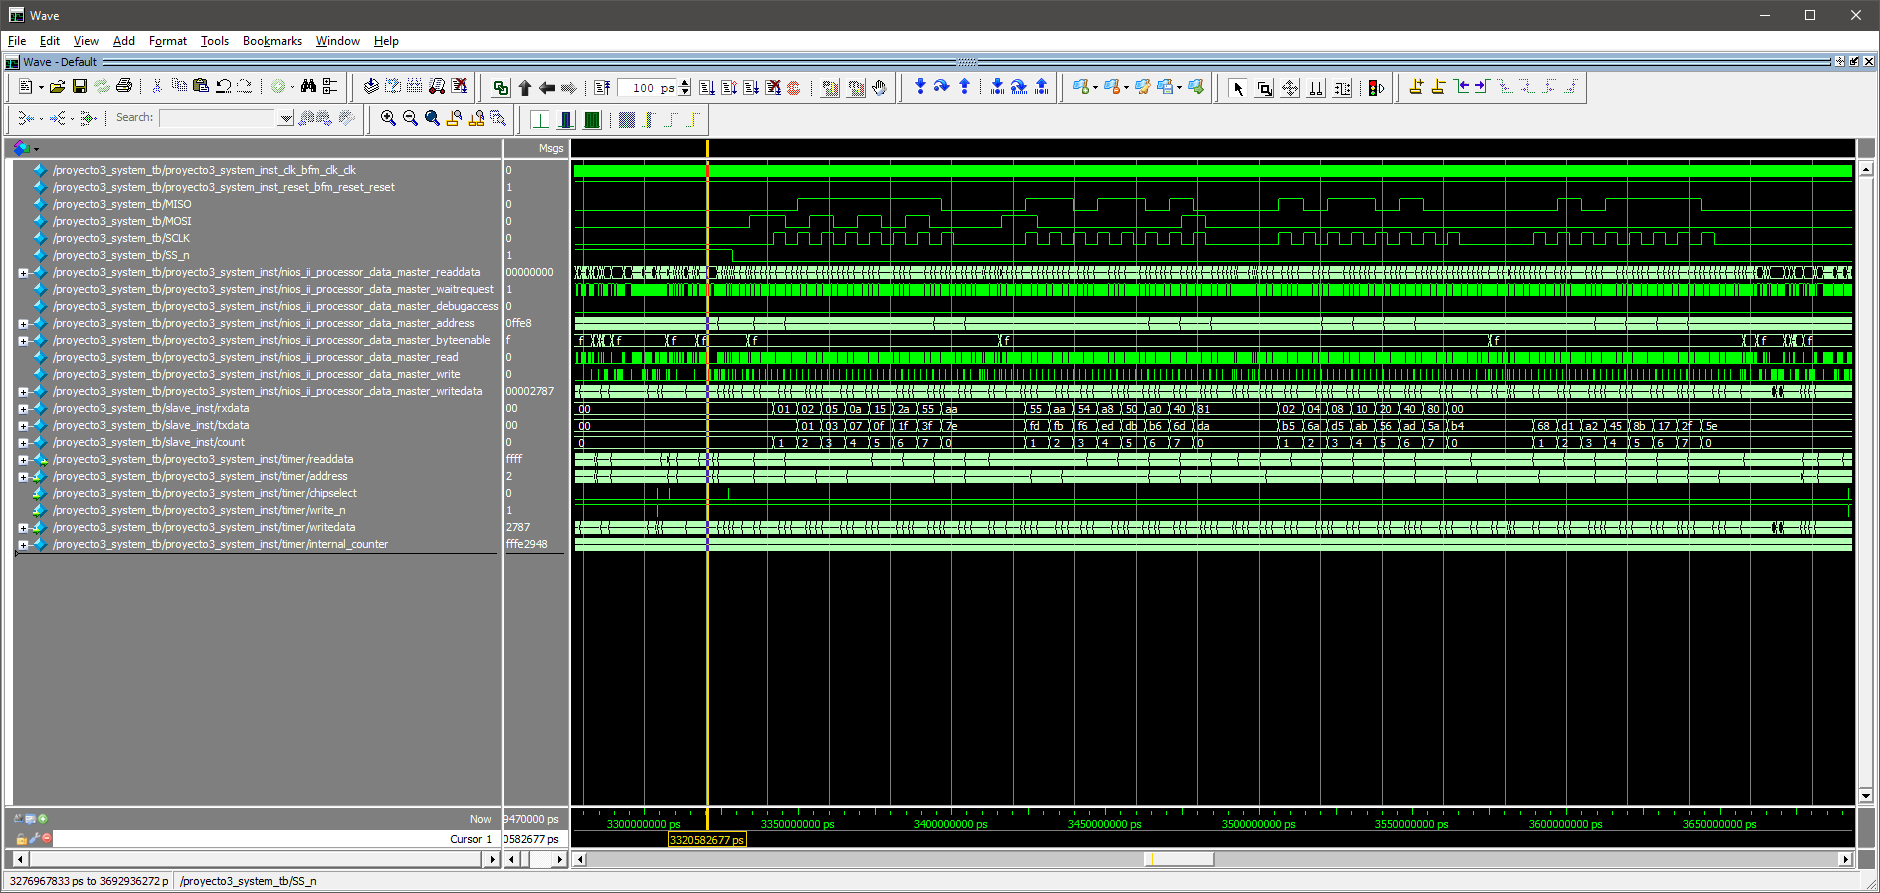 Wave
File Edit View Add Format Tools Bookmarks Window Help
Wave - Default
100 ps
Search:
Msgs
/proyecto3_system_tb/proyecto3_system_inst_clk_bfm_clk_clk 0
/proyecto3_system_tb/proyecto3_system_inst_reset_bfm_reset_reset 1
/proyecto3_system_tb/MISO 0
/proyecto3_system_tb/MOSI 0
/proyecto3_system_tb/SCLK 0
/proyecto3_system_tb/SS_n 1
/proyecto3_system_tb/proyecto3_system_inst/nios_ii_processor_data_master_readdata 00000000
/proyecto3_system_tb/proyecto3_system_inst/nios_ii_processor_data_master_waitrequest 1
/proyecto3_system_tb/proyecto3_system_inst/nios_ii_processor_data_master_debugaccess 0
/proyecto3_system_tb/proyecto3_system_inst/nios_ii_processor_data_master_address 0ffe8
/proyecto3_system_tb/proyecto3_system_inst/nios_ii_processor_data_master_byteenable f f f f f f f f f f
/proyecto3_system_tb/proyecto3_system_inst/nios_ii_processor_data_master_read 0
/proyecto3_system_tb/proyecto3_system_inst/nios_ii_processor_data_master_write 0
/proyecto3_system_tb/proyecto3_system_inst/nios_ii_processor_data_master_writedata 00002787
/proyecto3_system_tb/slave_inst/rxdata 00 00 01 02 05 0a 15 2a 55 aa 55 aa 54 a8 50 a0 40 81 02 04 08 10 20 40 80 00
/proyecto3_system_tb/slave_inst/txdata 00 00 01 03 07 0f 1f 3f 7e fd fb f6 ed db b6 6d da b5 6a d5 ab 56 ad 5a b4 68 d1 a2 45 8b 17 2f 5e
/proyecto3_system_tb/slave_inst/count 0 0 1 2 3 4 5 6 7 0 1 2 3 4 5 6 7 0 1 2 3 4 5 6 7 0 1 2 3 4 5 6 7 0
/proyecto3_system_tb/proyecto3_system_inst/timer/readdata ffff
/proyecto3_system_tb/proyecto3_system_inst/timer/address 2
/proyecto3_system_tb/proyecto3_system_inst/timer/chipselect 0
/proyecto3_system_tb/proyecto3_system_inst/timer/write_n 1
/proyecto3_system_tb/proyecto3_system_inst/timer/writedata 2787
/proyecto3_system_tb/proyecto3_system_inst/timer/internal_counter fffe2948
Now 9470000 ps
3300000000 ps 3350000000 ps 3400000000 ps 3450000000 ps 3500000000 ps 3550000000 ps 3600000000 ps 3650000000 ps
Cursor 1 0582677 ps 3320582677 ps
3276967833 ps to 3692936272 p /proyecto3_system_tb/SS_n